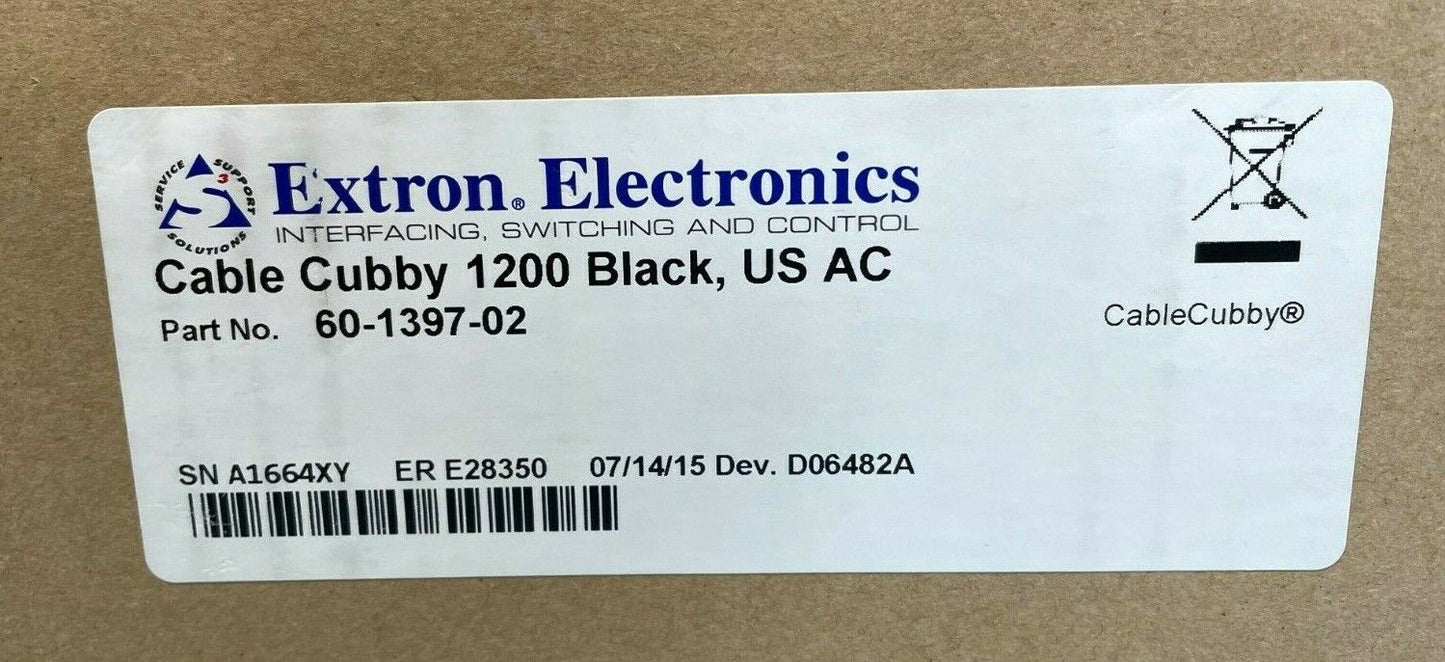 SERVICE SUPPORT SOLUTIONS
S3
Extron® Electronics
INTERFACING, SWITCHING AND CONTROL
Cable Cubby 1200 Black, US AC
Part No. 60-1397-02
CableCubby®
SN A1664XY ER E28350 07/14/15 Dev. D06482A